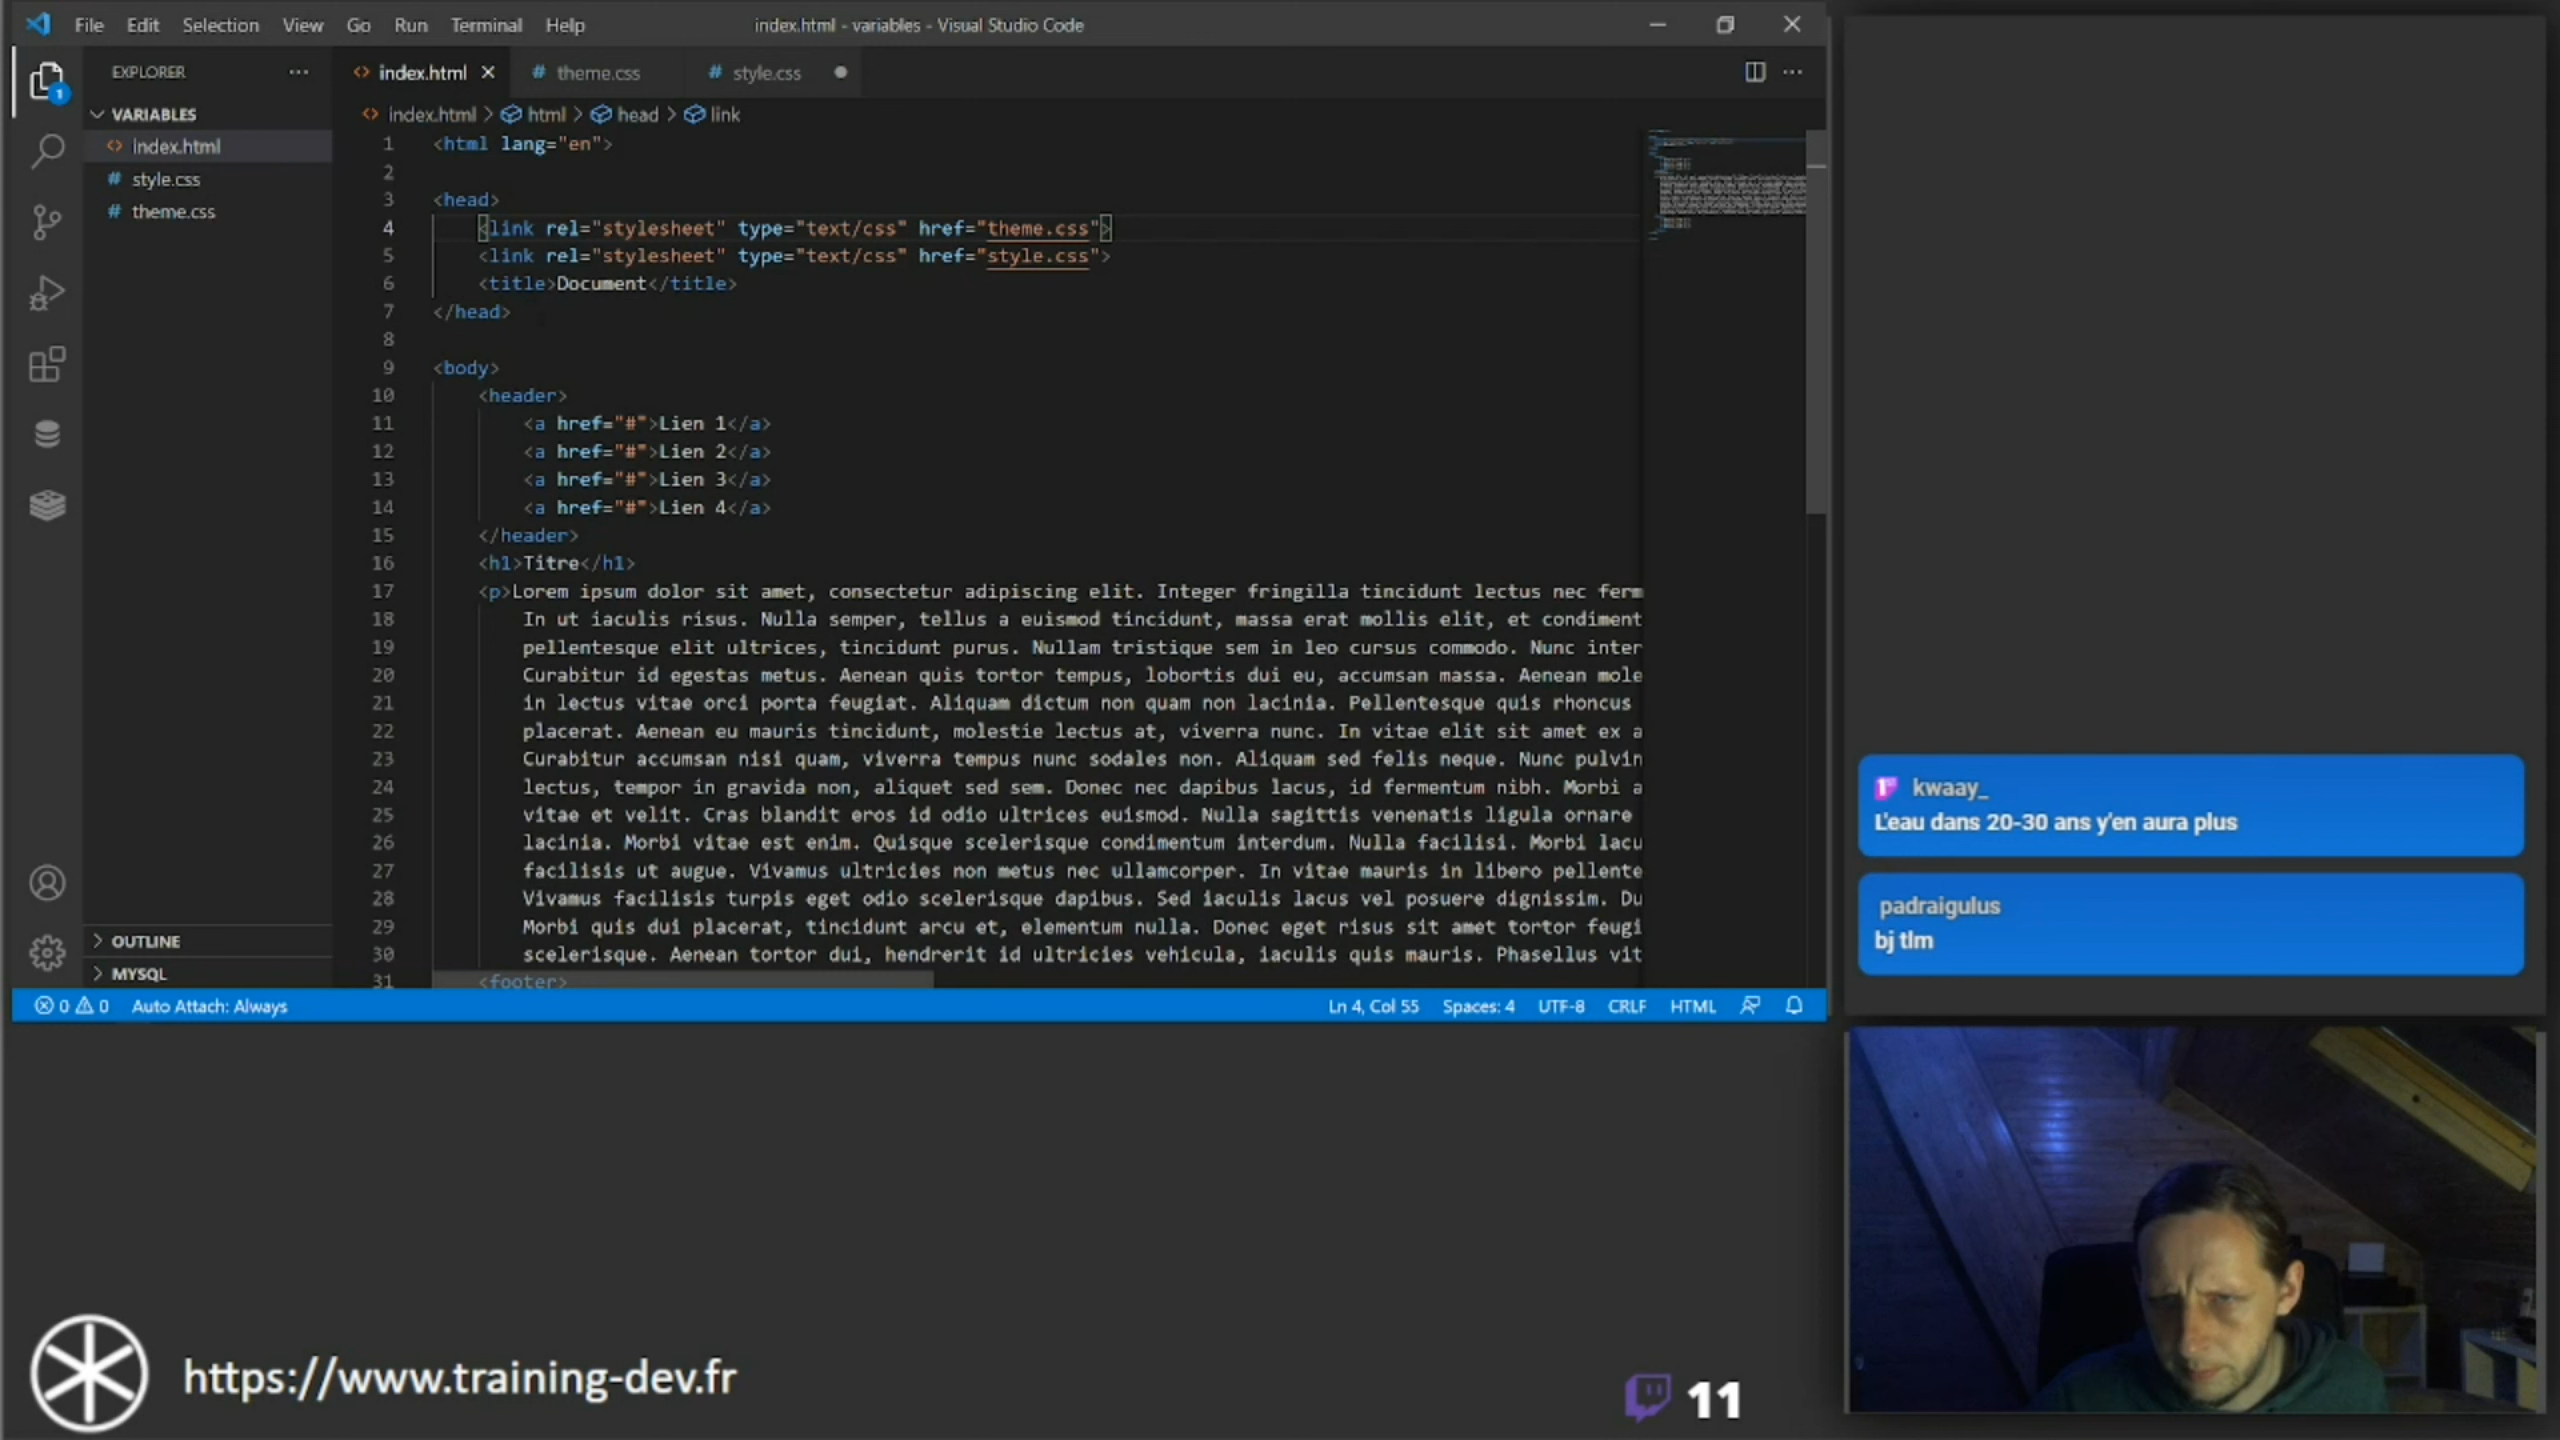 File Edit Selection View Go Run Terminal Help
index.html - variables - Visual Studio Code
EXPLORER
1
VARIABLES
index.html
style.css
theme.css
OUTLINE
MYSQL
index.html
theme.css
style.css
index.html > html > head > link
1 <html lang="en">
2
3 <head>
4 <link rel="stylesheet" type="text/css" href="theme.css">
5 <link rel="stylesheet" type="text/css" href="style.css">
6 <title>Document</title>
7 </head>
8
9 <body>
10 <header>
11 <a href="#">Lien 1</a>
12 <a href="#">Lien 2</a>
13 <a href="#">Lien 3</a>
14 <a href="#">Lien 4</a>
15 </header>
16 <h1>Titre</h1>
17 <p>Lorem ipsum dolor sit amet, consectetur adipiscing elit. Integer fringilla tincidunt lectus nec ferm
18 In ut iaculis risus. Nulla semper, tellus a euismod tincidunt, massa erat mollis elit, et condiment
19 pellentesque elit ultrices, tincidunt purus. Nullam tristique sem in leo cursus commodo. Nunc inter
20 Curabitur id egestas metus. Aenean quis tortor tempus, lobortis dui eu, accumsan massa. Aenean mole
21 in lectus vitae orci porta feugiat. Aliquam dictum non quam non lacinia. Pellentesque quis rhoncus
22 placerat. Aenean eu mauris tincidunt, molestie lectus at, viverra nunc. In vitae elit sit amet ex a
23 Curabitur accumsan nisi quam, viverra tempus nunc sodales non. Aliquam sed felis neque. Nunc pulvin
24 lectus, tempor in gravida non, aliquet sed sem. Donec nec dapibus lacus, id fermentum nibh. Morbi a
25 vitae et velit. Cras blandit eros id odio ultrices euismod. Nulla sagittis venenatis ligula ornare
26 lacinia. Morbi vitae est enim. Quisque scelerisque condimentum interdum. Nulla facilisi. Morbi lacu
27 facilisis ut augue. Vivamus ultricies non metus nec ullamcorper. In vitae mauris in libero pellente
28 Vivamus facilisis turpis eget odio scelerisque dapibus. Sed iaculis lacus vel posuere dignissim. Du
29 Morbi quis dui placerat, tincidunt arcu et, elementum nulla. Donec eget risus sit amet tortor feugi
30 scelerisque. Aenean tortor dui, hendrerit id ultricies vehicula, iaculis quis mauris. Phasellus vit
31 <footer>
0 0 Auto Attach: Always
Ln 4, Col 55 Spaces: 4 UTF-8 CRLF HTML
kwaay_
L'eau dans 20-30 ans y'en aura plus
padraigulus
bj tlm
https://www.training-dev.fr
11